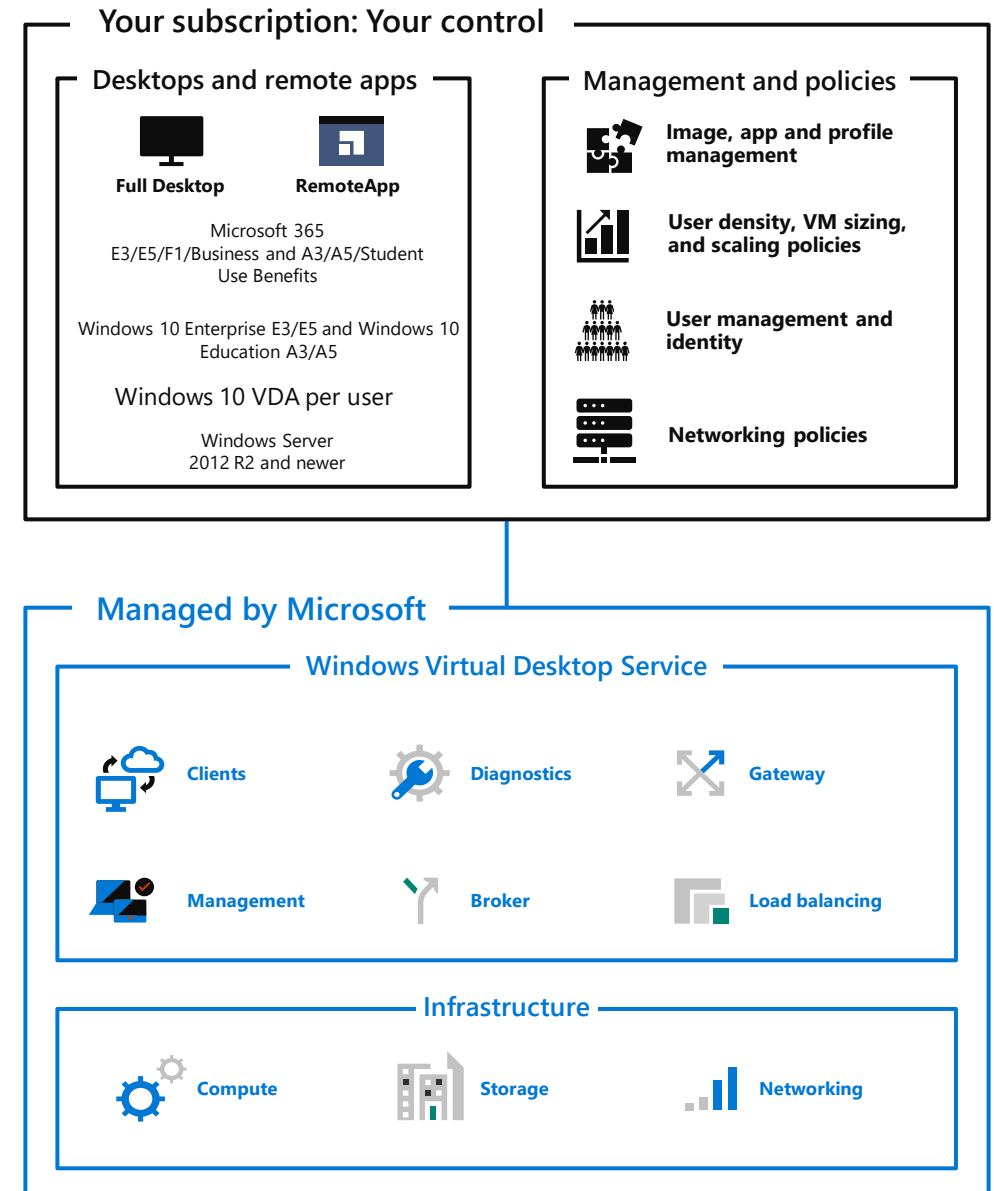 Your subscription: Your control
Desktops and remote apps
Full Desktop
RemoteApp
Microsoft 365
E3/E5/F1/Business and A3/A5/Student
Use Benefits
Windows 10 Enterprise E3/E5 and Windows 10
Education A3/A5
Windows 10 VDA per user
Windows Server
2012 R2 and newer
Management and policies
Image, app and profile
management
User density, VM sizing,
and scaling policies
User management and
identity
Networking policies
Managed by Microsoft
Windows Virtual Desktop Service
Clients
Diagnostics
Gateway
Management
Broker
Load balancing
Infrastructure
Compute
Storage
Networking